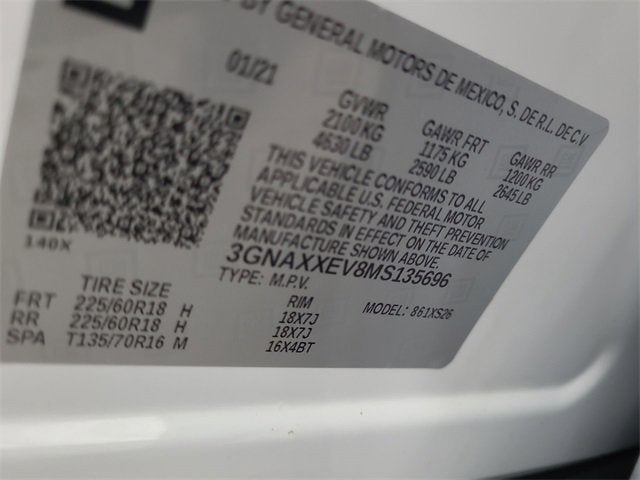 BY GENERAL MOTORS DE MEXICO, S. DE R.L. DE C.V
01/21
GVWR GAWR FRT GAWR RR
2100 KG 1175 KG 1200 KG
4630 LB 2590 LB 2645 LB
THIS VEHICLE CONFORMS TO ALL
APPLICABLE U.S. FEDERAL MOTOR
VEHICLE SAFETY AND THEFT PREVENTION
STANDARDS IN EFFECT ON THE DATE OF
MANUFACTURE SHOWN ABOVE.
140X
3GNAXXEV8MS135696
TYPE: M.P.V. MODEL: 861XS26
TIRE SIZE RIM
FRT 225/60R18 H 18X7J
RR 225/60R18 H 18X7J
SPA T135/70R16 M 16X4BT